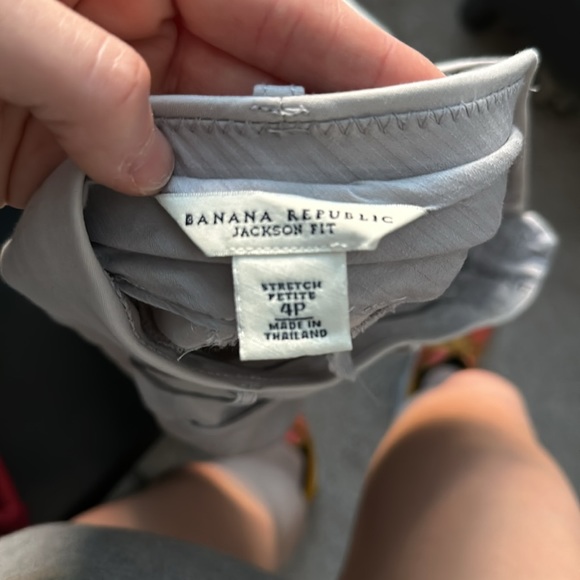 BANANA REPUBLIC
JACKSON FIT
STRETCH
PETITE
4P
MADE IN
THAILAND